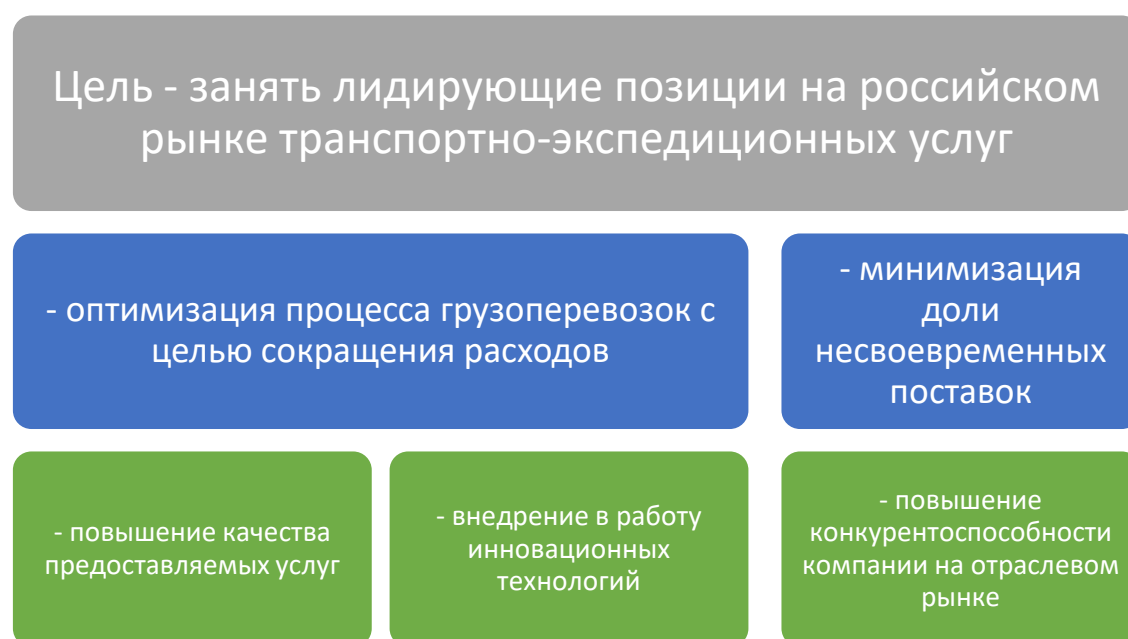 Цель - занять лидирующие позиции на российском
рынке транспортно-экспедиционных услуг
- оптимизация процесса грузоперевозок с
целью сокращения расходов
- минимизация
доли
несвоевременных
поставок
- повышение качества
предоставляемых услуг
- внедрение в работу
инновационных
технологий
- повышение
конкурентоспособности
компании на отраслевом
рынке